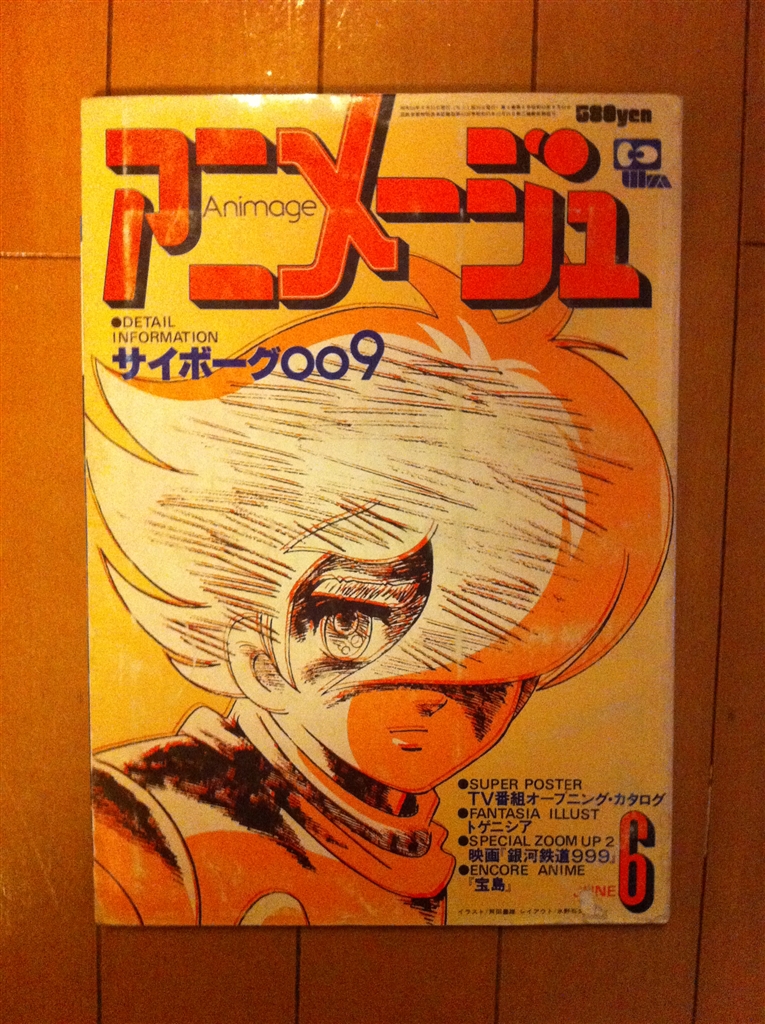 580yen
アニメージュ
Animage
●DETAIL
INFORMATION
サイボーグ009
●SUPER POSTER
TV番組オープニング・カタログ
●FANTASIA ILLUST
トゲニシア
●SPECIAL ZOOM UP 2
映画『銀河鉄道999』
●ENCORE ANIME
『宝島』
JUNE 6